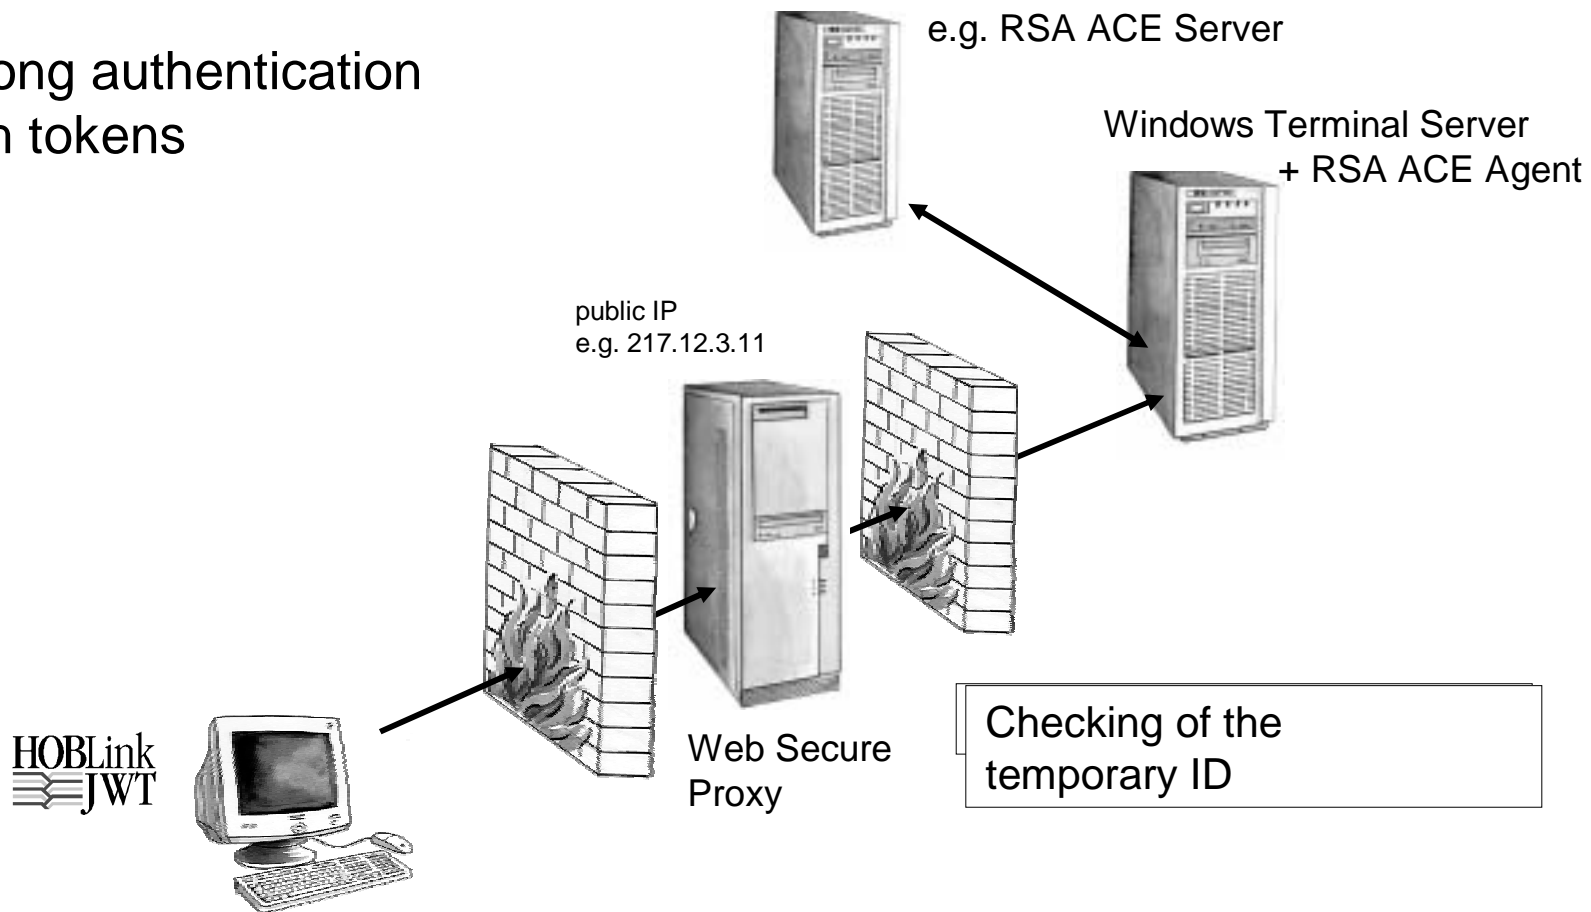 e.g. RSA ACE Server
ong authentication
n tokens
Windows Terminal Server
+ RSA ACE Agent
public IP
e.g. 217.12.3.11
Web Secure
Proxy
Checking of the
temporary ID
HOBLink
JWT